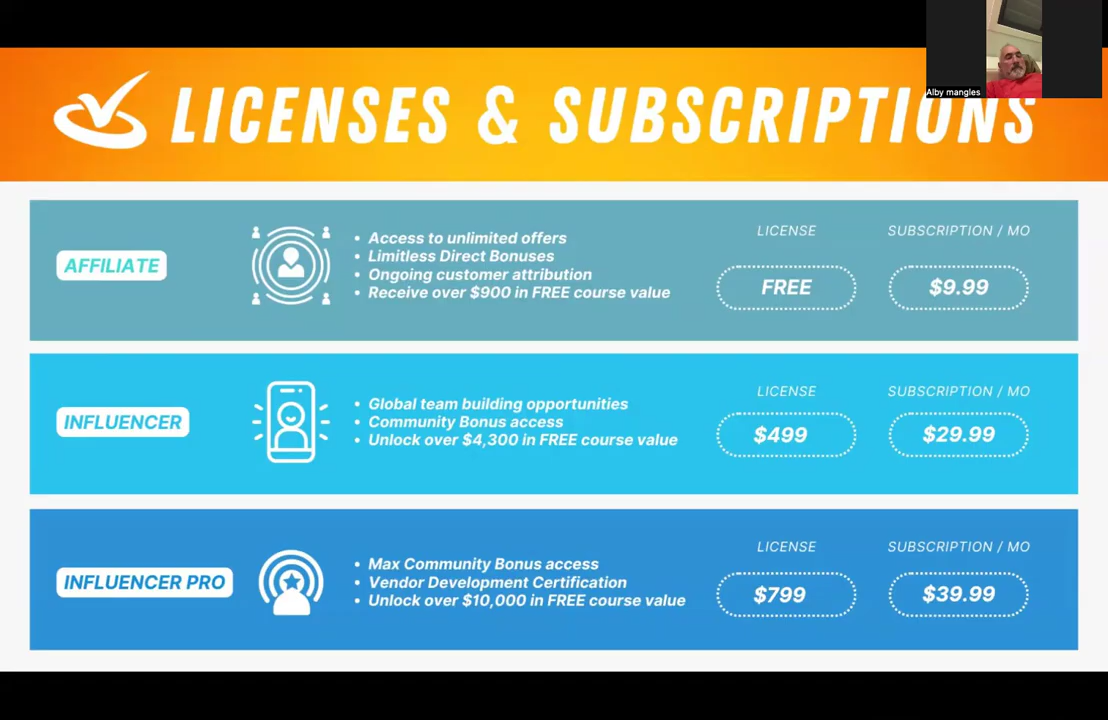 Alby mangles
LICENSES & SUBSCRIPTIONS
AFFILIATE
• Access to unlimited offers
• Limitless Direct Bonuses
• Ongoing customer attribution
• Receive over $900 in FREE course value
LICENSE
FREE
SUBSCRIPTION / MO
$9.99
INFLUENCER
• Global team building opportunities
• Community Bonus access
• Unlock over $4,300 in FREE course value
LICENSE
$499
SUBSCRIPTION / MO
$29.99
INFLUENCER PRO
• Max Community Bonus access
• Vendor Development Certification
• Unlock over $10,000 in FREE course value
LICENSE
$799
SUBSCRIPTION / MO
$39.99